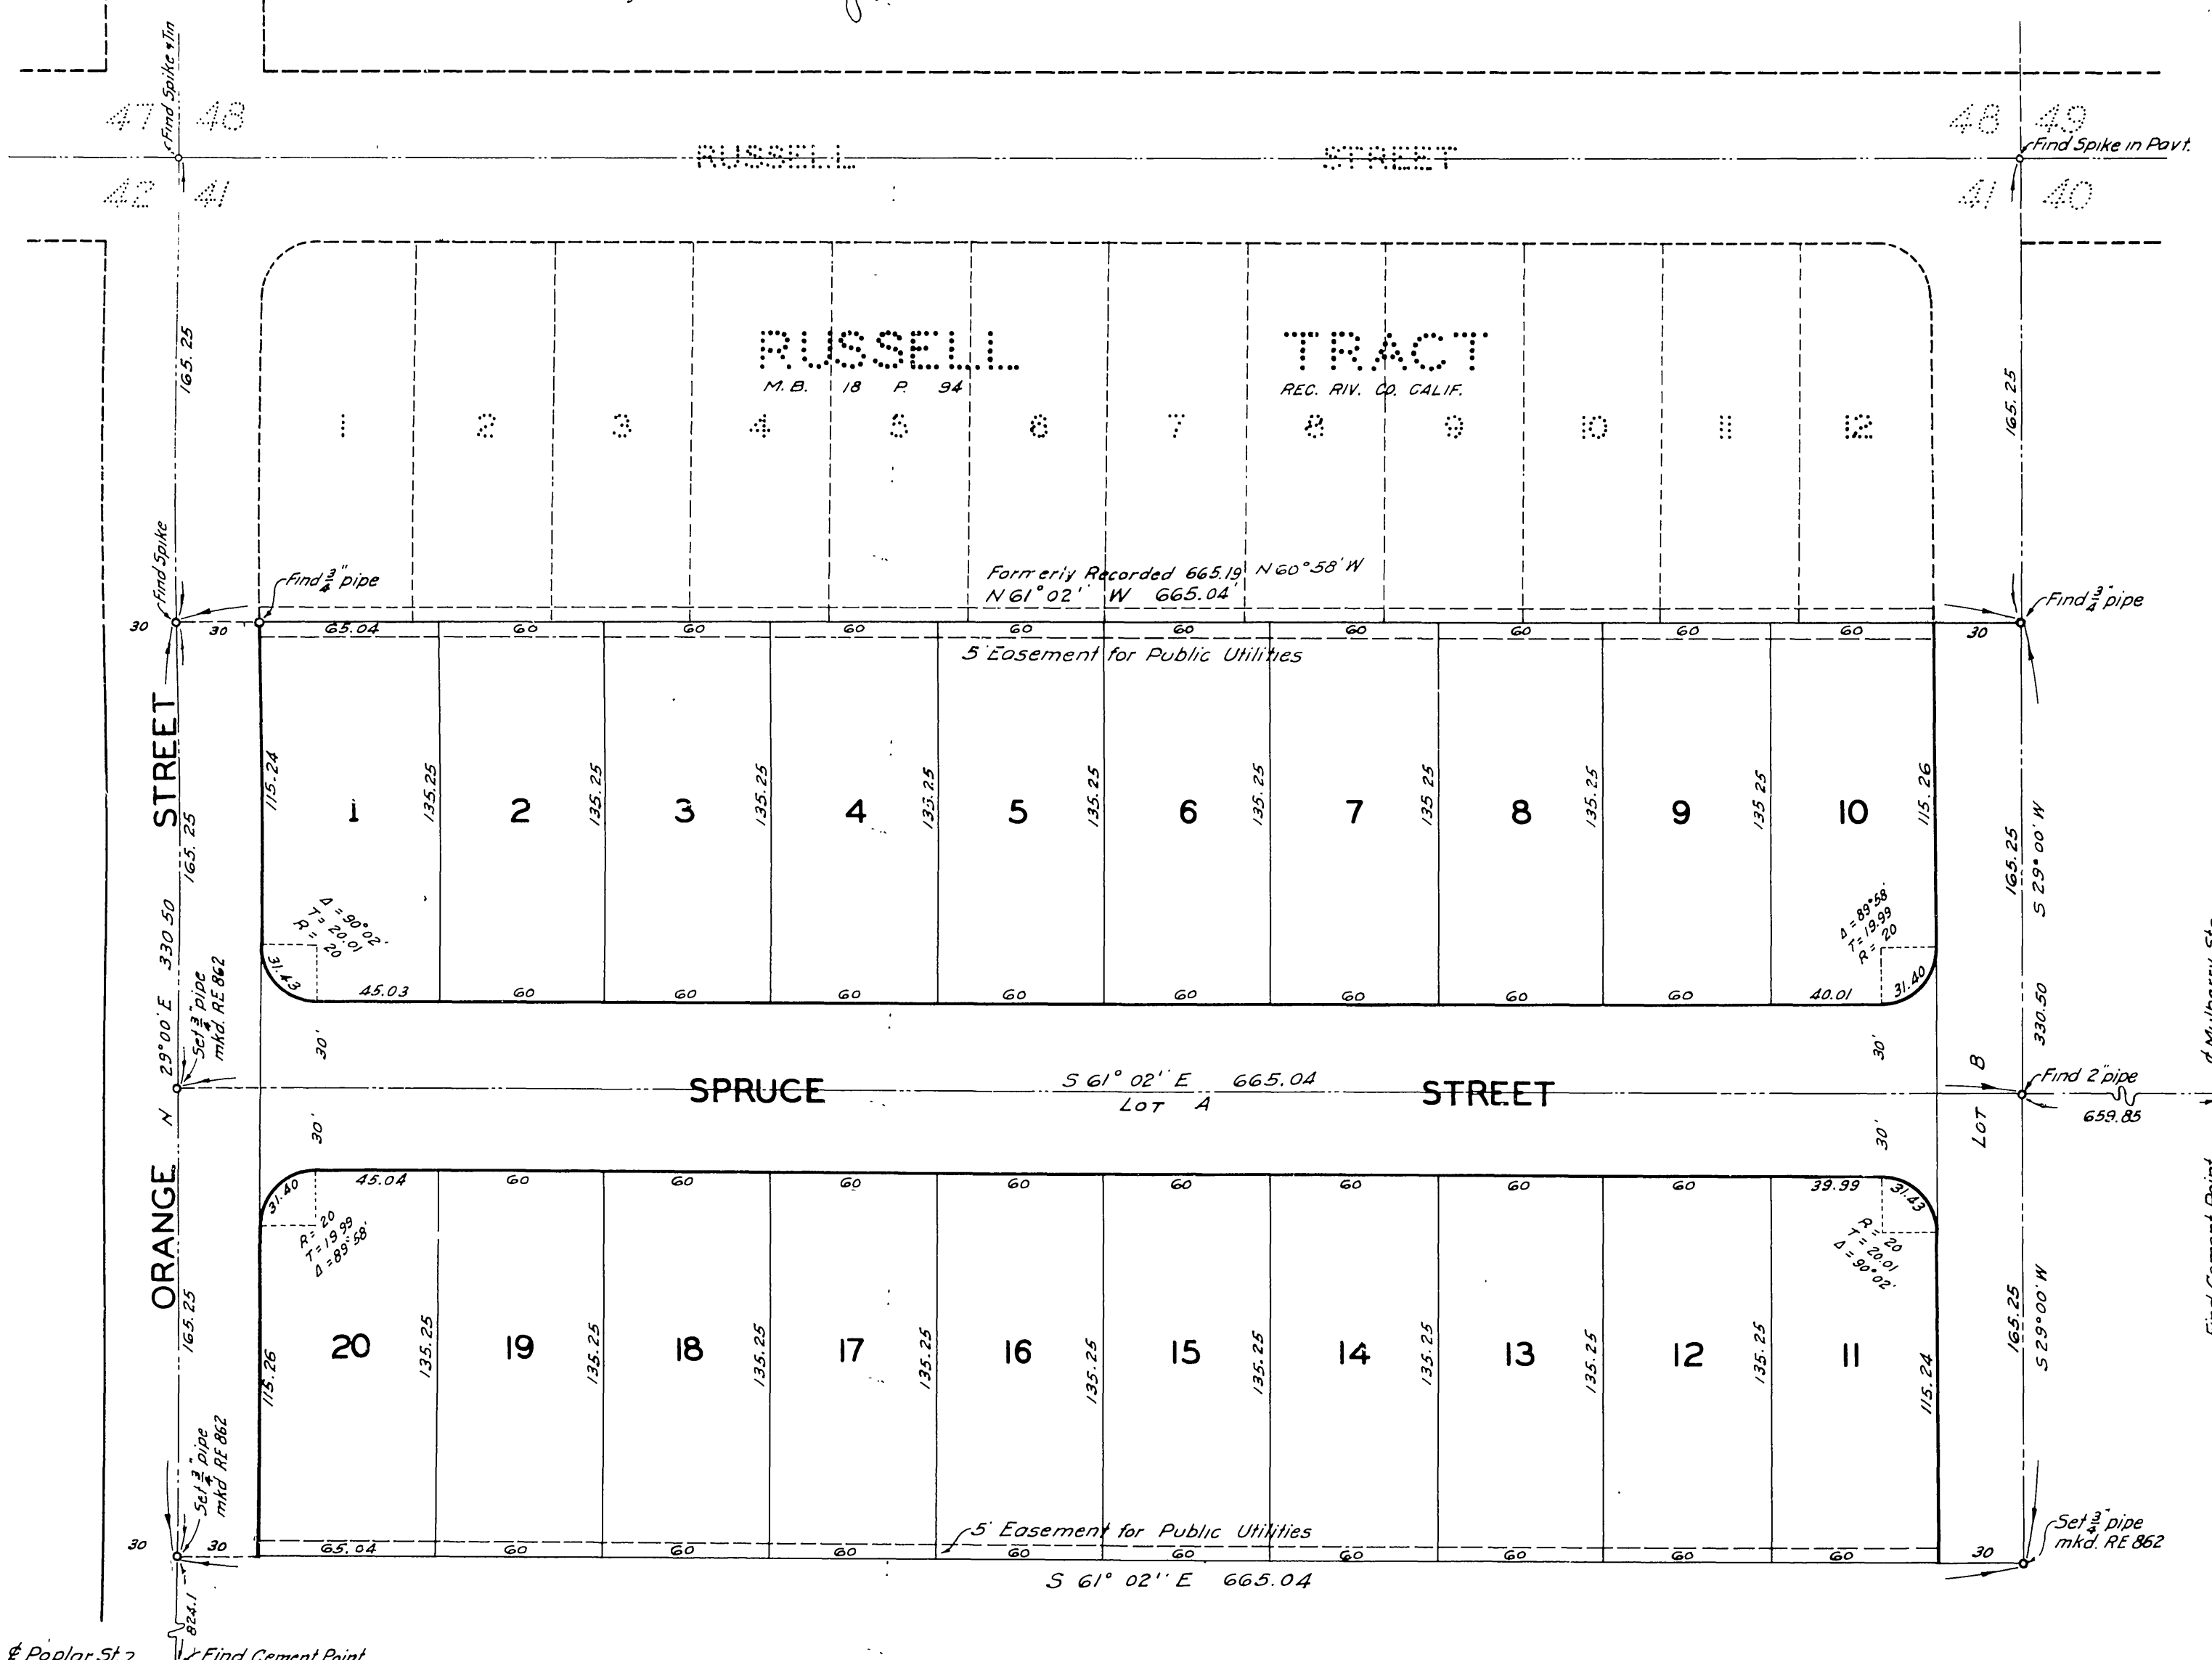 Find Spike & Tin
47 48
48 49
RUSSELL STREET
Find Spike in Pavt.
42 41
41 40
165.25
165.25
RUSSELL TRACT
M.B. 18 P. 94 REC. RIV. CO. CALIF.
1 2 3 4 5 6 7 8 9 10 11 12
Find Spike
Find 3/4" pipe
Formerly Recorded 665.19' N60°58'W
N61°02' W 665.04'
Find 3/4" pipe
30 30 65.04 60 60 60 60 60 60 60 60 60 30
5' Easement for Public Utilities
STREET
165.25
115.24 135.25 135.25 135.25 135.25 135.25 135.25 135.25 135.25 135.25 115.26
1 2 3 4 5 6 7 8 9 10
165.25
S 29°00'W
Δ = 90°02'
T = 20.01
R = 20
31.43
Δ = 89°58'
T = 19.99
R = 20
31.40
N 29°00'E 330.50
Set 3/4" pipe
mkd. RE 862
45.03 60 60 60 60 60 60 60 60 40.01
30' 30'
330.50
SPRUCE STREET
S 61° 02' E 665.04
LOT A
LOT B
Find 2" pipe
659.85
30' 30'
45.04 60 60 60 60 60 60 60 60 39.99
31.40
R = 20
T = 19.99
Δ = 89°58'
31.43
R = 20
T = 20.01
Δ = 90°02'
ORANGE
165.25
115.26 135.25 135.25 135.25 135.25 135.25 135.25 135.25 135.25 135.25 115.24
20 19 18 17 16 15 14 13 12 11
165.25
S 29°00'W
Set 3/4" pipe
mkd RE 862
5' Easement for Public Utilities
30 30 65.04 60 60 60 60 60 60 60 60 60 30
Set 3/4" pipe
mkd. RE 862
S 61° 02" E 665.04
824.1
℄ Poplar St
Find Cement Point